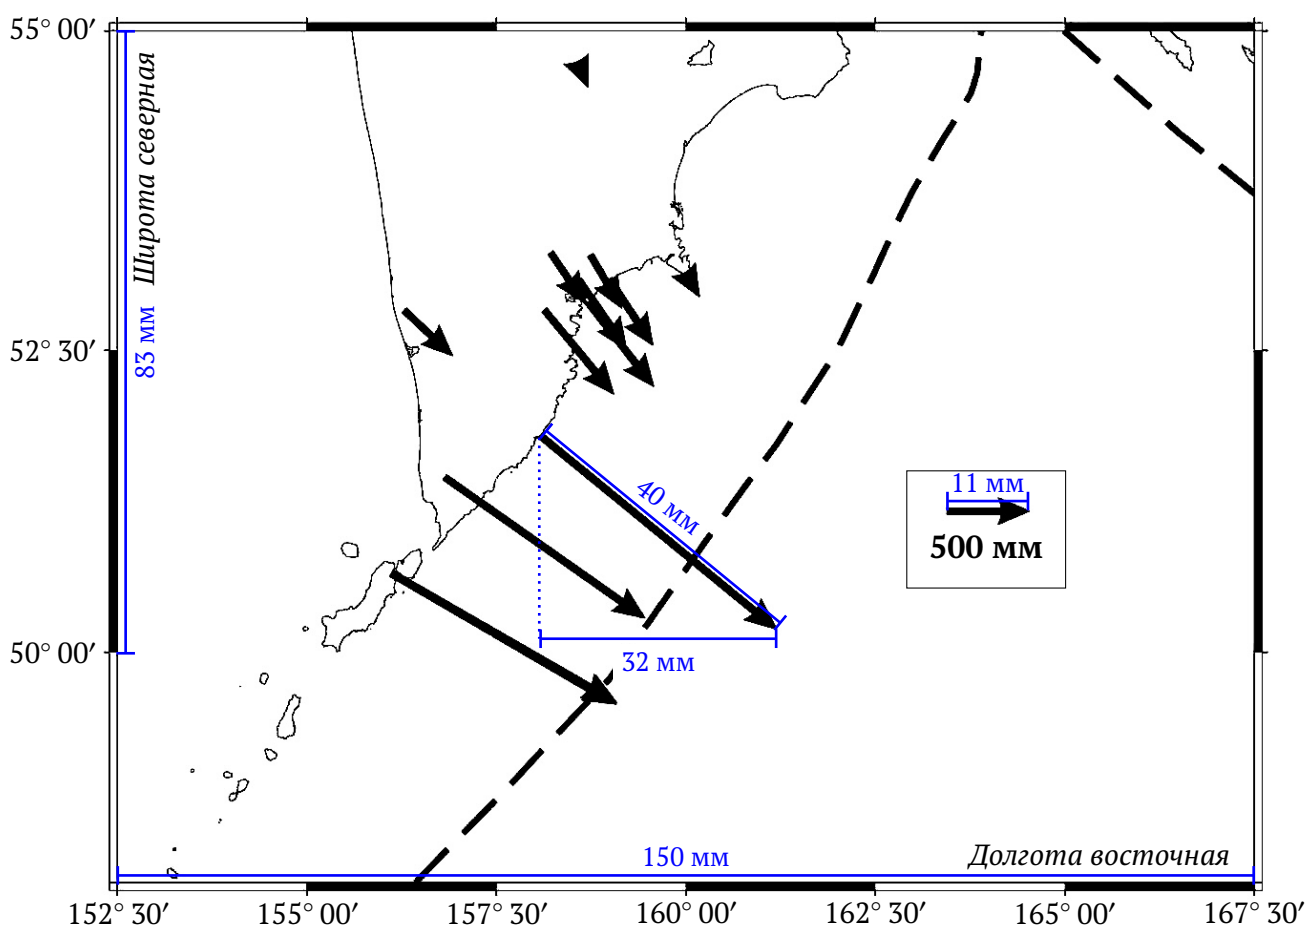 55° 00′
Широта северная
83 мм
52° 30′
50° 00′
40 мм
32 мм
11 мм
500 мм
150 мм
Долгота восточная
152° 30′ 155° 00′ 157° 30′ 160° 00′ 162° 30′ 165° 00′ 167° 30′